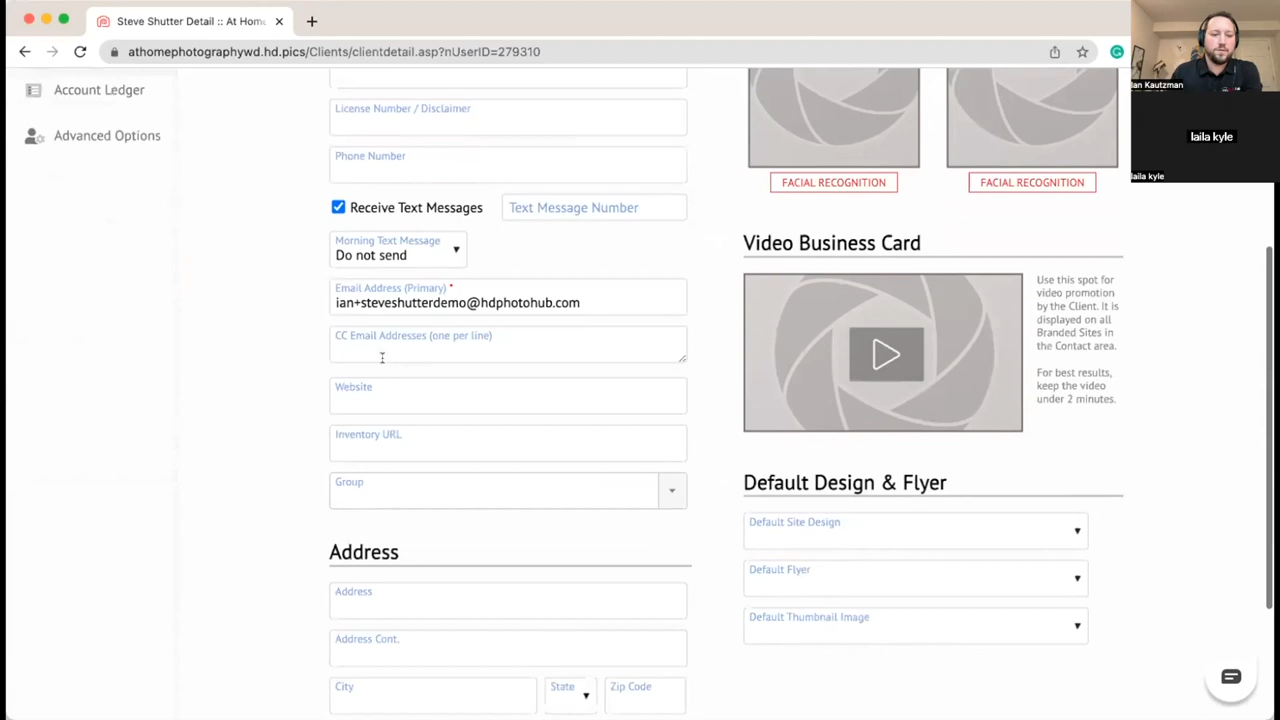 Steve Shutter Detail :: At Hom
athomephotographywd.hd.pics/Clients/clientdetail.asp?nUserID=279310
Account Ledger
Advanced Options
License Number / Disclaimer
Phone Number
Receive Text Messages
Text Message Number
Morning Text Message
Do not send
Email Address (Primary) *
ian+steveshutterdemo@hdphotohub.com
CC Email Addresses (one per line)
Website
Inventory URL
Group
Address
Address
Address Cont.
City
State
Zip Code
FACIAL RECOGNITION
FACIAL RECOGNITION
Video Business Card
Use this spot for
video promotion
by the Client. It is
displayed on all
Branded Sites in
the Contact area.
For best results,
keep the video
under 2 minutes.
Default Design & Flyer
Default Site Design
Default Flyer
Default Thumbnail Image
Ian Kautzman
laila kyle
laila kyle